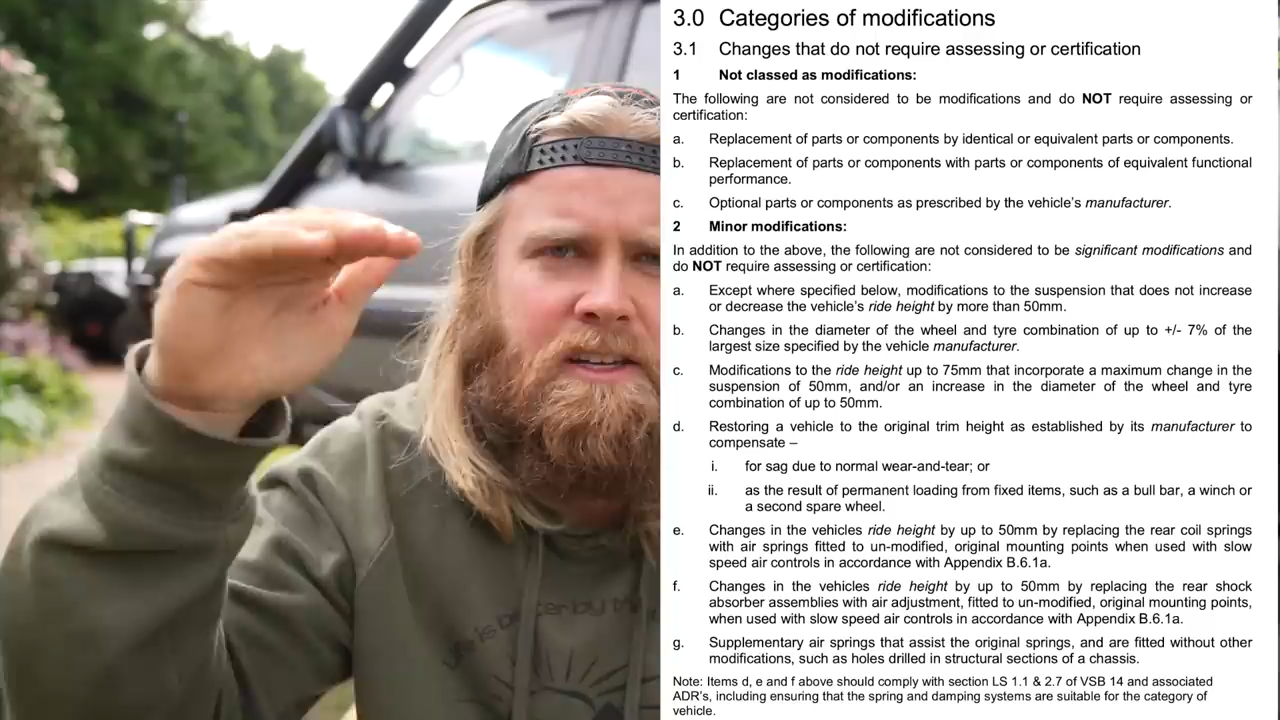 3.0 Categories of modifications
3.1 Changes that do not require assessing or certification
1 Not classed as modifications:
The following are not considered to be modifications and do NOT require assessing or
certification:
a. Replacement of parts or components by identical or equivalent parts or components.
b. Replacement of parts or components with parts or components of equivalent functional
performance.
c. Optional parts or components as prescribed by the vehicle's manufacturer.
2 Minor modifications:
In addition to the above, the following are not considered to be significant modifications and
do NOT require assessing or certification:
a. Except where specified below, modifications to the suspension that does not increase
or decrease the vehicle's ride height by more than 50mm.
b. Changes in the diameter of the wheel and tyre combination of up to +/- 7% of the
largest size specified by the vehicle manufacturer.
c. Modifications to the ride height up to 75mm that incorporate a maximum change in the
suspension of 50mm, and/or an increase in the diameter of the wheel and tyre
combination of up to 50mm.
d. Restoring a vehicle to the original trim height as established by its manufacturer to
compensate –
i. for sag due to normal wear-and-tear; or
ii. as the result of permanent loading from fixed items, such as a bull bar, a winch or
a second spare wheel.
e. Changes in the vehicles ride height by up to 50mm by replacing the rear coil springs
with air springs fitted to un-modified, original mounting points when used with slow
speed air controls in accordance with Appendix B.6.1a.
f. Changes in the vehicles ride height by up to 50mm by replacing the rear shock
absorber assemblies with air adjustment, fitted to un-modified, original mounting points,
when used with slow speed air controls in accordance with Appendix B.6.1a.
g. Supplementary air springs that assist the original springs, and are fitted without other
modifications, such as holes drilled in structural sections of a chassis.
Note: Items d, e and f above should comply with section LS 1.1 & 2.7 of VSB 14 and associated
ADR's, including ensuring that the spring and damping systems are suitable for the category of
vehicle.